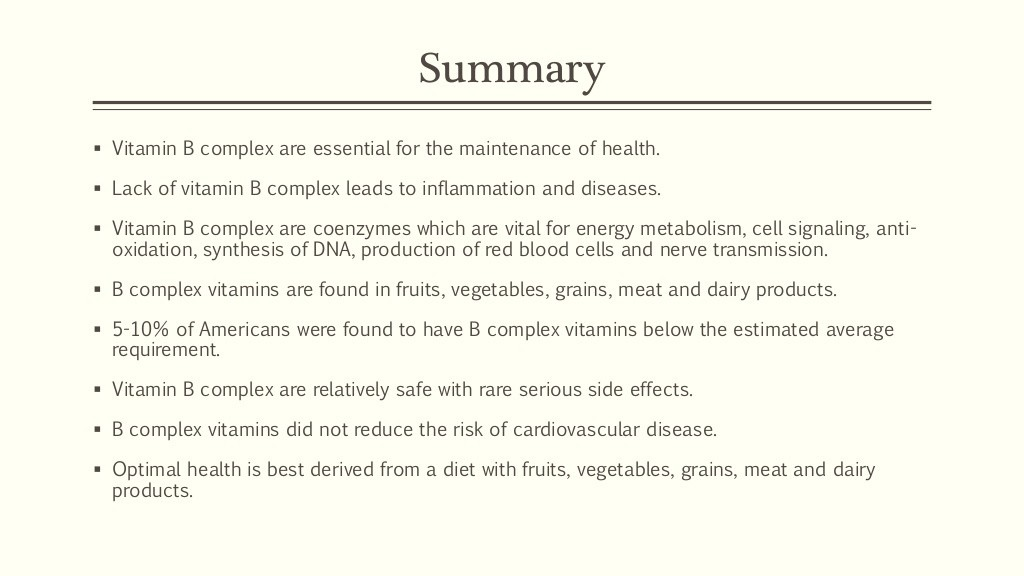 Summary
▪ Vitamin B complex are essential for the maintenance of health.
▪ Lack of vitamin B complex leads to inflammation and diseases.
▪ Vitamin B complex are coenzymes which are vital for energy metabolism, cell signaling, anti-
oxidation, synthesis of DNA, production of red blood cells and nerve transmission.
▪ B complex vitamins are found in fruits, vegetables, grains, meat and dairy products.
▪ 5-10% of Americans were found to have B complex vitamins below the estimated average
requirement.
▪ Vitamin B complex are relatively safe with rare serious side effects.
▪ B complex vitamins did not reduce the risk of cardiovascular disease.
▪ Optimal health is best derived from a diet with fruits, vegetables, grains, meat and dairy
products.